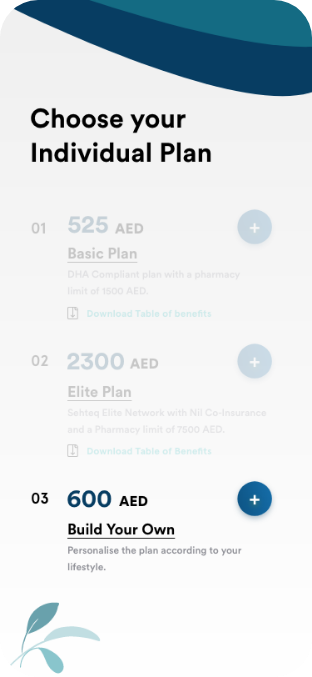 Choose your
Individual Plan
01
525 AED
Basic Plan
DHA Compliant plan with a pharmacy
limit of 1500 AED.
Download Table of benefits
02
2300 AED
Elite Plan
Sehteq Elite Network with Nil Co-Insurance
and a Pharmacy limit of 7500 AED.
Download Table of Benefits
03
600 AED
Build Your Own
Personalise the plan according to your
lifestyle.